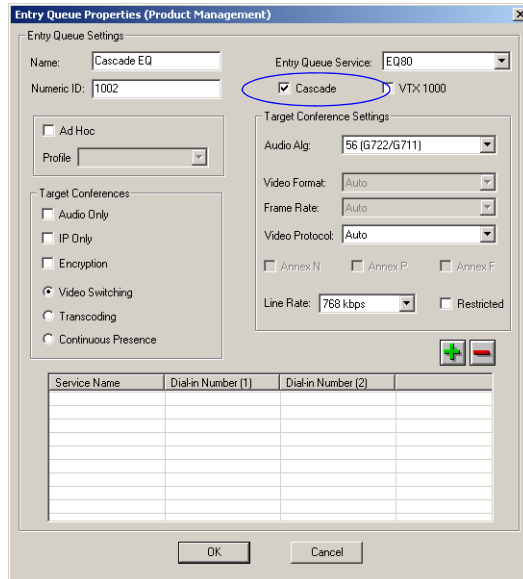 Entry Queue Properties (Product Management)
Entry Queue Settings
Name: Cascade EQ
Entry Queue Service: EQ80
Numeric ID: 1002
Cascade
VTX 1000
Ad Hoc
Profile
Target Conference Settings
Audio Alg: 56 (G722/G711)
Video Format: Auto
Frame Rate: Auto
Video Protocol: Auto
Annex N Annex P Annex F
Line Rate: 768 kbps Restricted
Target Conferences
Audio Only
IP Only
Encryption
Video Switching
Transcoding
Continuous Presence
Service Name Dial-in Number (1) Dial-in Number (2)
OK Cancel